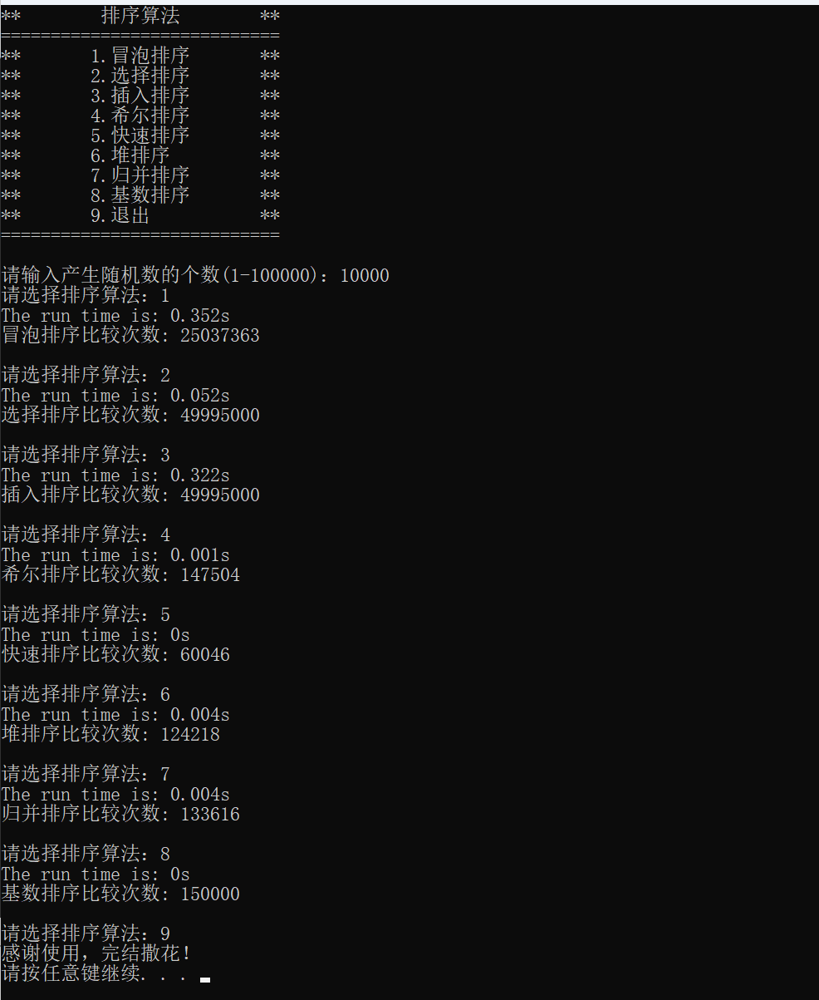 **        排序算法        **
============================
**       1.冒泡排序       **
**       2.选择排序       **
**       3.插入排序       **
**       4.希尔排序       **
**       5.快速排序       **
**       6.堆排序         **
**       7.归并排序       **
**       8.基数排序       **
**       9.退出           **
============================
请输入产生随机数的个数(1-100000)：10000
请选择排序算法：1
The run time is: 0.352s
冒泡排序比较次数: 25037363
请选择排序算法：2
The run time is: 0.052s
选择排序比较次数: 49995000
请选择排序算法：3
The run time is: 0.322s
插入排序比较次数: 49995000
请选择排序算法：4
The run time is: 0.001s
希尔排序比较次数: 147504
请选择排序算法：5
The run time is: 0s
快速排序比较次数: 60046
请选择排序算法：6
The run time is: 0.004s
堆排序比较次数: 124218
请选择排序算法：7
The run time is: 0.004s
归并排序比较次数: 133616
请选择排序算法：8
The run time is: 0s
基数排序比较次数: 150000
请选择排序算法：9
感谢使用，完结撒花！
请按任意键继续. . .